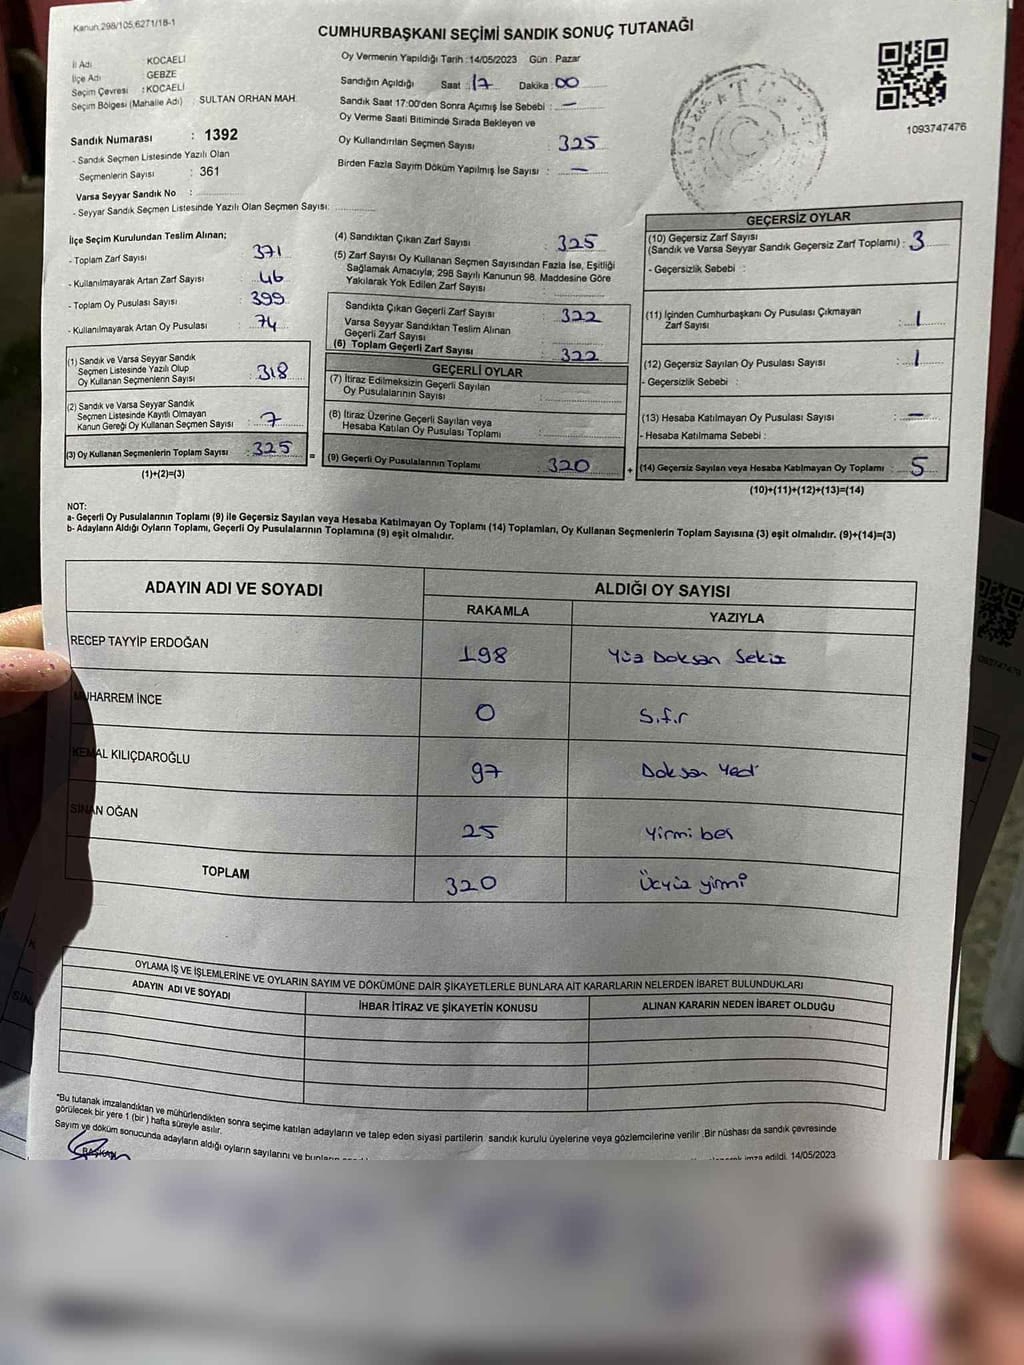 Kanun.298/105,6271/18-1
CUMHURBAŞKANI SEÇİMİ SANDIK SONUÇ TUTANAĞI
İl Adı KOCAELİ
İlçe Adı GEBZE
Seçim Çevresi : KOCAELİ
Seçim Bölgesi (Mahalle Adı) : SULTAN ORHAN MAH.
Sandık Numarası : 1392
- Sandık Seçmen Listesinde Yazılı Olan
Seçmenlerin Sayısı : 361
Varsa Seyyar Sandık No :
- Seyyar Sandık Seçmen Listesinde Yazılı Olan Seçmen Sayısı:
Oy Vermenin Yapıldığı Tarih : 14/05/2023 Gün : Pazar
Sandığın Açıldığı Saat : 17 Dakika : 00
Sandık Saat 17:00'den Sonra Açımış İse Sebebi : —
Oy Verme Saati Bitiminde Sırada Bekleyen ve
Oy Kullandırılan Seçmen Sayısı : 325
Birden Fazla Sayım Döküm Yapılmış İse Sayısı : —
1093747476
İlçe Seçim Kurulundan Teslim Alınan;
- Toplam Zarf Sayısı 371
- Kullanılmayarak Artan Zarf Sayısı : 46
- Toplam Oy Pusulası Sayısı : 399
- Kullanılmayarak Artan Oy Pusulası : 74
(1) Sandık ve Varsa Seyyar Sandık
Seçmen Listesinde Yazılı Olup
Oy Kullanan Seçmenlerin Sayısı : 318
(2) Sandık ve Varsa Seyyar Sandık
Seçmen Listesinde Kayıtlı Olmayan
Kanun Gereği Oy Kullanan Seçmen Sayısı : 7
(3) Oy Kullanan Seçmenlerin Toplam Sayısı : 325
(1)+(2)=(3)
(4) Sandıktan Çıkan Zarf Sayısı : 325
(5) Zarf Sayısı Oy Kullanan Seçmen Sayısından Fazla İse, Eşitliği
Sağlamak Amacıyla; 298 Sayılı Kanunun 98. Maddesine Göre
Yakılarak Yok Edilen Zarf Sayısı :
Sandıkta Çıkan Geçerli Zarf Sayısı : 322
Varsa Seyyar Sandıktan Teslim Alınan
Geçerli Zarf Sayısı :
(6) Toplam Geçerli Zarf Sayısı : 322
GEÇERLİ OYLAR
(7) İtiraz Edilmeksizin Geçerli Sayılan
Oy Pusulalarının Sayısı :
(8) İtiraz Üzerine Geçerli Sayılan veya
Hesaba Katılan Oy Pusulası Toplamı :
= (9) Geçerli Oy Pusulalarının Toplamı : 320
GEÇERSİZ OYLAR
(10) Geçersiz Zarf Sayısı
(Sandık ve Varsa Seyyar Sandık Geçersiz Zarf Toplamı) : 3
- Geçersizlik Sebebi :
(11) İçinden Cumhurbaşkanı Oy Pusulası Çıkmayan
Zarf Sayısı : 1
(12) Geçersiz Sayılan Oy Pusulası Sayısı : 1
- Geçersizlik Sebebi :
(13) Hesaba Katılmayan Oy Pusulası Sayısı : —
- Hesaba Katılmama Sebebi :
+ (14) Geçersiz Sayılan veya Hesaba Katılmayan Oy Toplamı : 5
(10)+(11)+(12)+(13)=(14)
NOT:
a- Geçerli Oy Pusulalarının Toplamı (9) ile Geçersiz Sayılan veya Hesaba Katılmayan Oy Toplamı (14) Toplamları, Oy Kullanan Seçmenlerin Toplam Sayısına (3) eşit olmalıdır. (9)+(14)=(3)
b- Adayların Aldığı Oyların Toplamı, Geçerli Oy Pusulalarının Toplamına (9) eşit olmalıdır.
ADAYIN ADI VE SOYADI ALDIĞI OY SAYISI
RAKAMLA YAZIYLA
RECEP TAYYİP ERDOĞAN 198 Yüz Doksan Sekiz
MUHARREM İNCE 0 Sıfır
KEMAL KILIÇDAROĞLU 97 Doksan Yedi
SİNAN OĞAN 25 Yirmi beş
TOPLAM 320 Üçyüz yirmi
OYLAMA İŞ VE İŞLEMLERİNE VE OYLARIN SAYIM VE DÖKÜMÜNE DAİR ŞİKAYETLERLE BUNLARA AİT KARARLARIN NELERDEN İBARET BULUNDUKLARI
ADAYIN ADI VE SOYADI İHBAR İTİRAZ VE ŞİKAYETİN KONUSU ALINAN KARARIN NEDEN İBARET OLDUĞU
"Bu tutanak imzalandıktan ve mühürlendikten sonra seçime katılan adayların ve talep eden siyasi partilerin sandık kurulu üyelerine veya gözlemcilerine verilir .Bir nüshası da sandık çevresinde
görülecek bir yere 1 (bir ) hafta süreyle asılır.
Sayım ve döküm sonucunda adayların aldığı oyların sayılarını ve bunların imza edildi. 14/05/2023
BAŞKAN